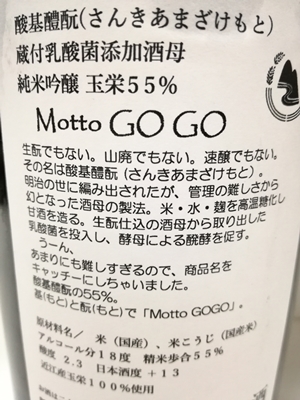 酸基醴酛(さんきあまざけもと)
蔵付乳酸菌添加酒母
純米吟醸 玉栄55%
Motto GO GO
生酛でもない。山廃でもない。速醸でもない。
その名は酸基醴酛(さんきあまざけもと)。
明治の世に編み出されたが、管理の難しさから
幻となった酒母の製法。米・水・麹を高温糖化し
甘酒を造る。生酛仕込の酒母から取り出した
乳酸菌を投入し、酵母による醗酵を促す。
うーん、
あまりにも難しすぎるので、商品名を
キャッチーにしちゃいました。
酸基醴酛の55%。
基(もと)と酛(もと)で「Motto GOGO」。
原材料名/ 米(国産)、米こうじ(国産米)
アルコール分18度 精米歩合55%
酸度 2.3 日本酒度 +13
近江産玉栄100%使用